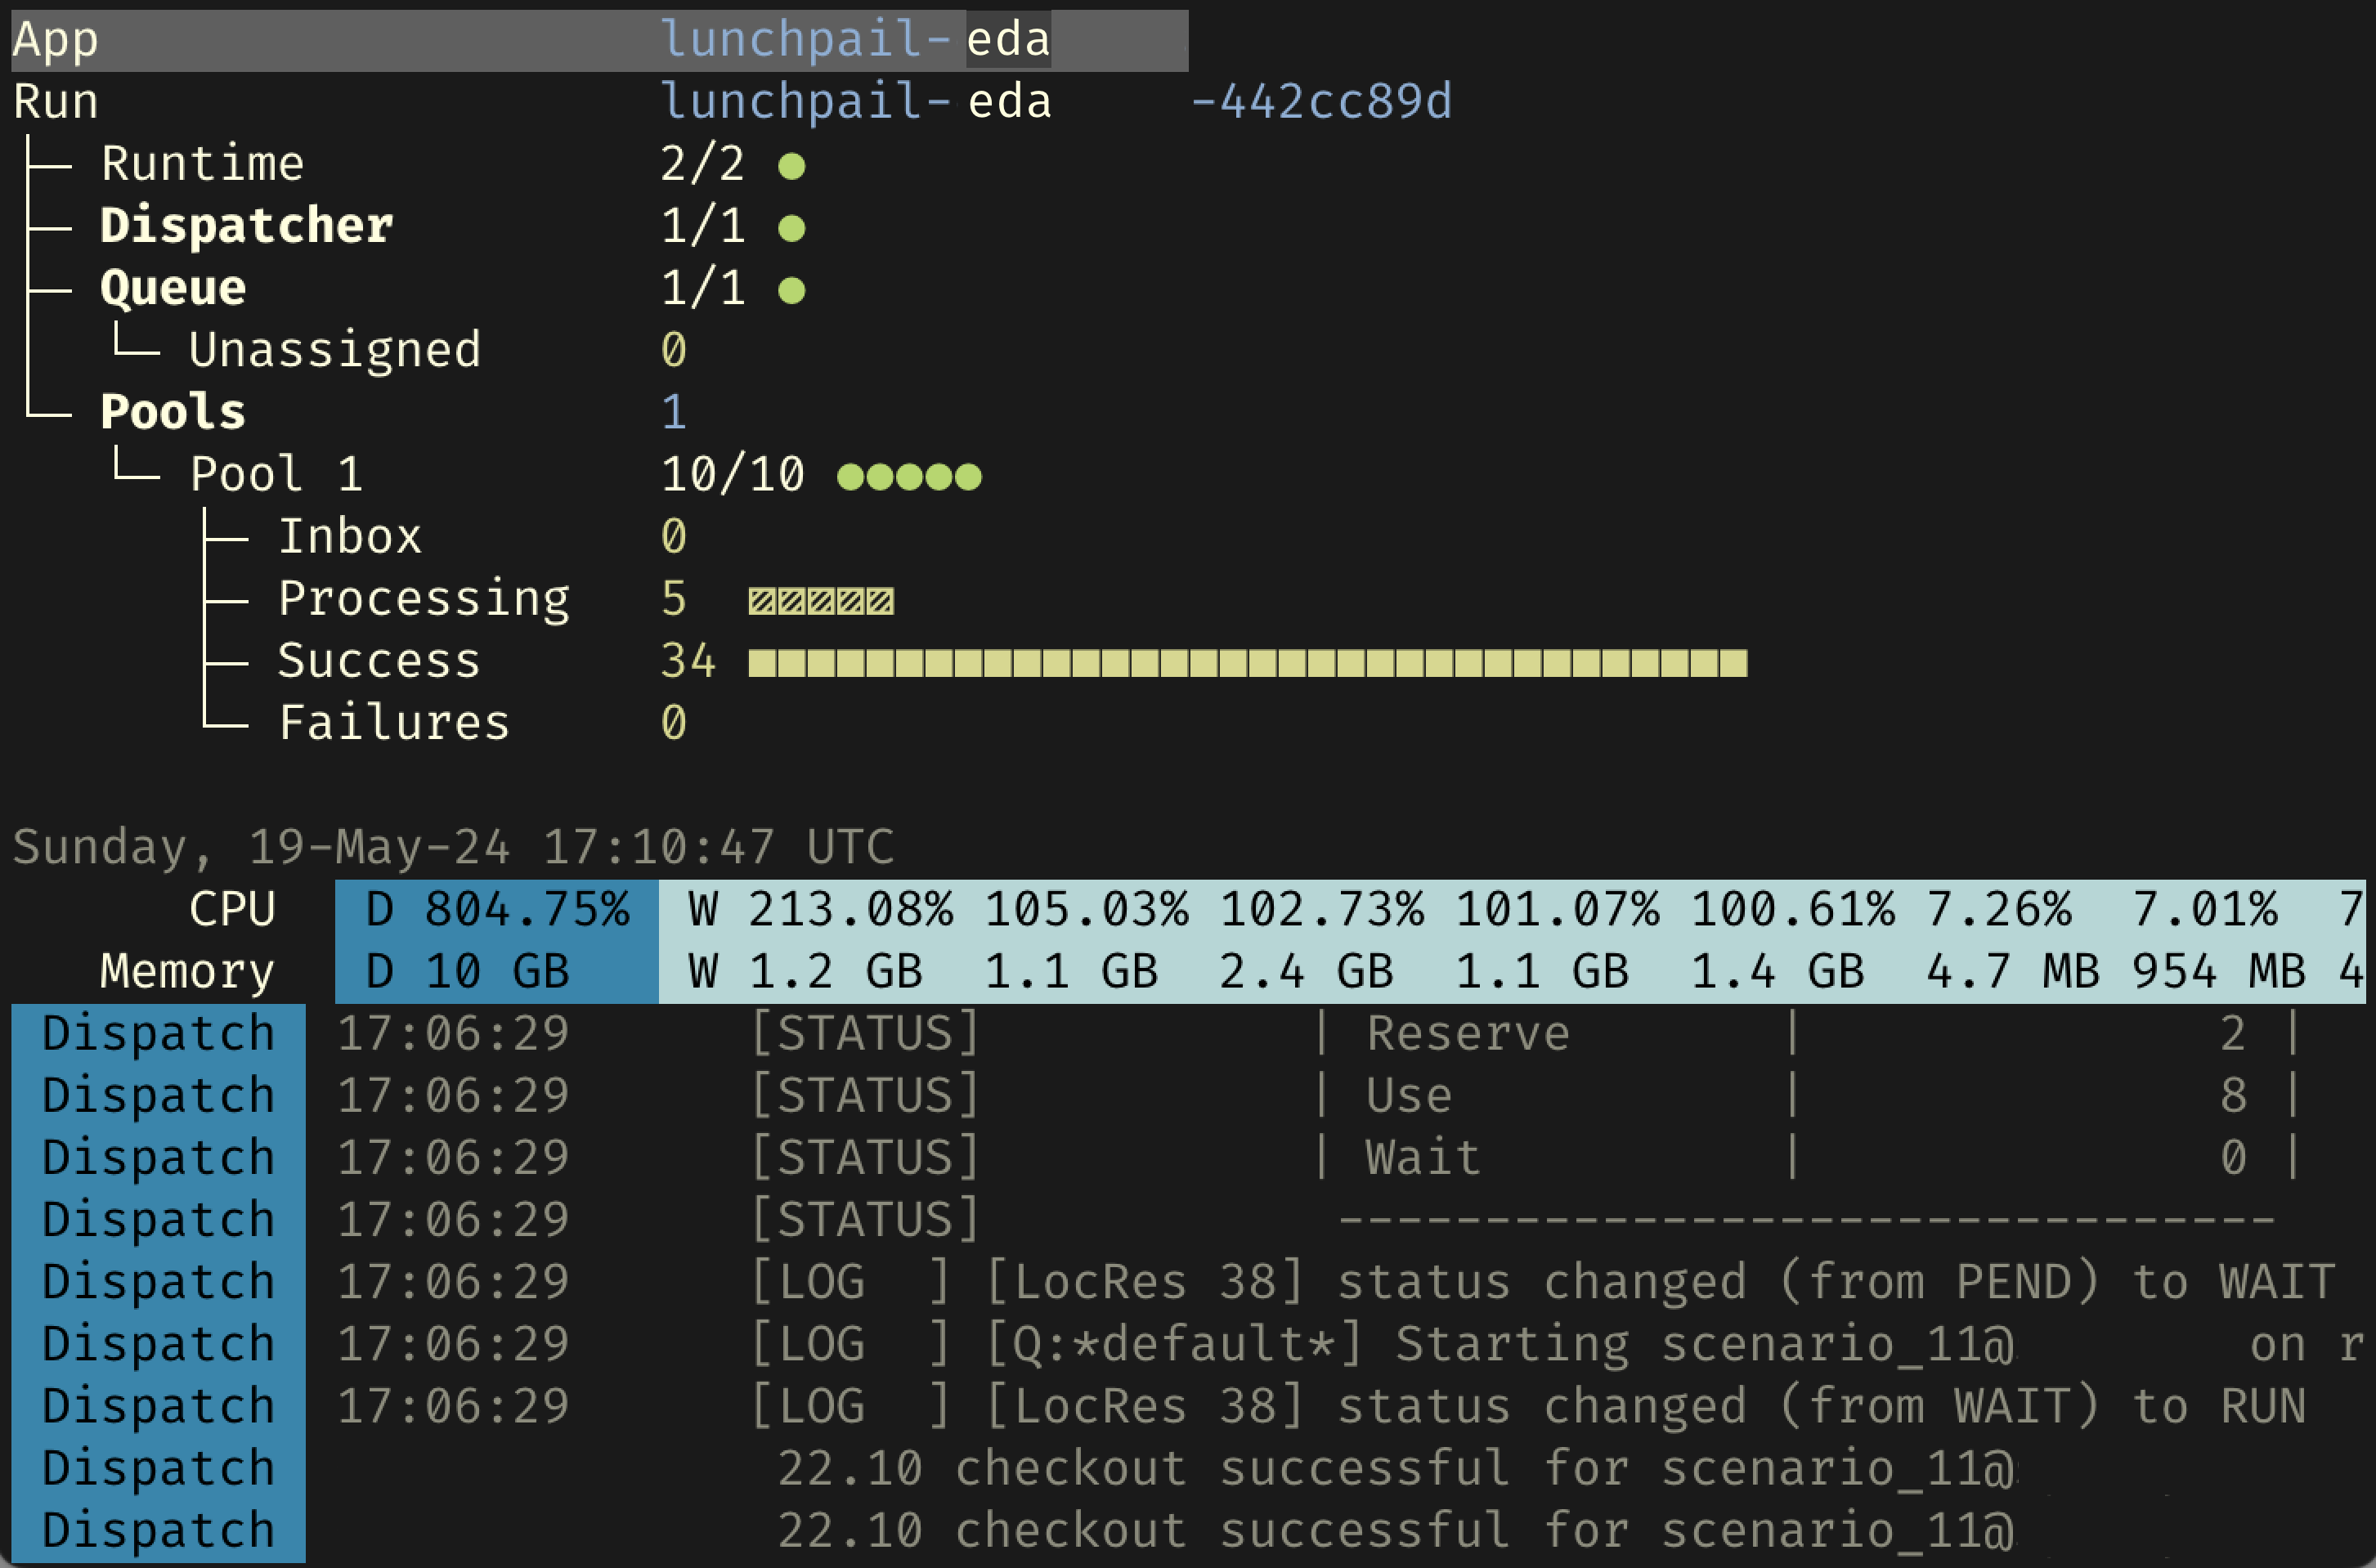 App lunchpail-eda
Run lunchpail-eda -442cc89d
Runtime 2/2
Dispatcher 1/1
Queue 1/1
Unassigned 0
Pools 1
Pool 1 10/10
Inbox 0
Processing 5
Success 34
Failures 0
Sunday, 19-May-24 17:10:47 UTC
CPU D 804.75% W 213.08% 105.03% 102.73% 101.07% 100.61% 7.26% 7.01% 7
Memory D 10 GB W 1.2 GB 1.1 GB 2.4 GB 1.1 GB 1.4 GB 4.7 MB 954 MB 4
Dispatch 17:06:29 [STATUS] | Reserve | 2 |
Dispatch 17:06:29 [STATUS] | Use | 8 |
Dispatch 17:06:29 [STATUS] | Wait | 0 |
Dispatch 17:06:29 [STATUS] --------------------------------
Dispatch 17:06:29 [LOG ] [LocRes 38] status changed (from PEND) to WAIT
Dispatch 17:06:29 [LOG ] [Q:*default*] Starting scenario_11@ on r
Dispatch 17:06:29 [LOG ] [LocRes 38] status changed (from WAIT) to RUN
Dispatch 22.10 checkout successful for scenario_11@
Dispatch 22.10 checkout successful for scenario_11@